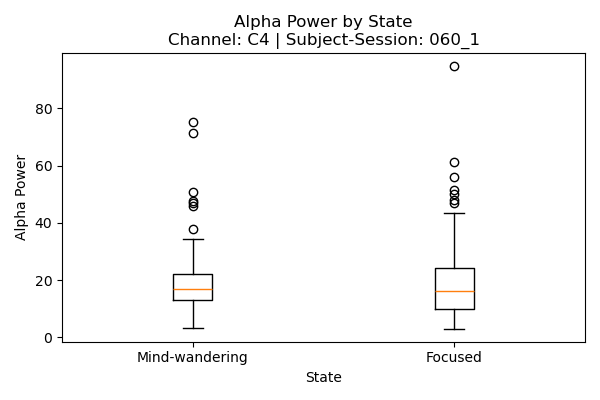 Alpha Power by State
Channel: C4 | Subject-Session: 060_1
80
60
40
20
0
Alpha Power
Mind-wandering
Focused
State